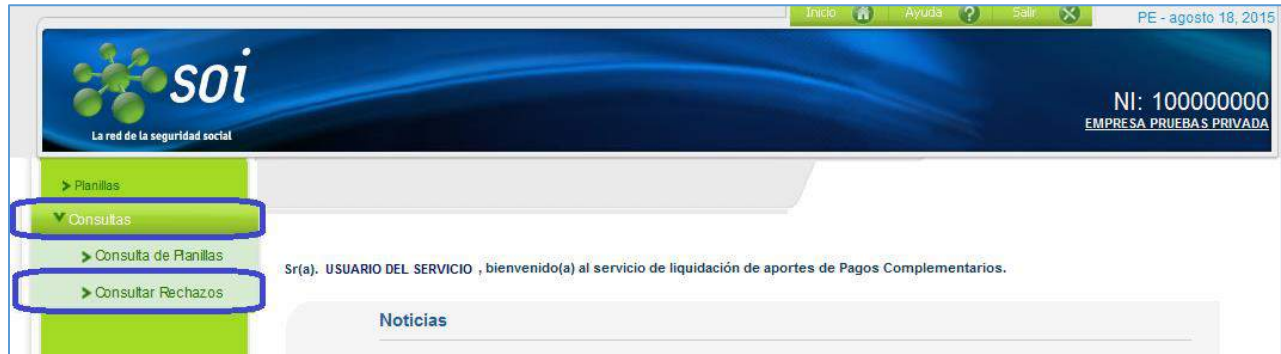 Inicio Ayuda Salir PE - agosto 18, 2015
soi
La red de la seguridad social
NI: 100000000
EMPRESA PRUEBAS PRIVADA
Planillas
Consultas
Consulta de Planillas
Consultar Rechazos
Sr(a). USUARIO DEL SERVICIO , bienvenido(a) al servicio de liquidación de aportes de Pagos Complementarios.
Noticias